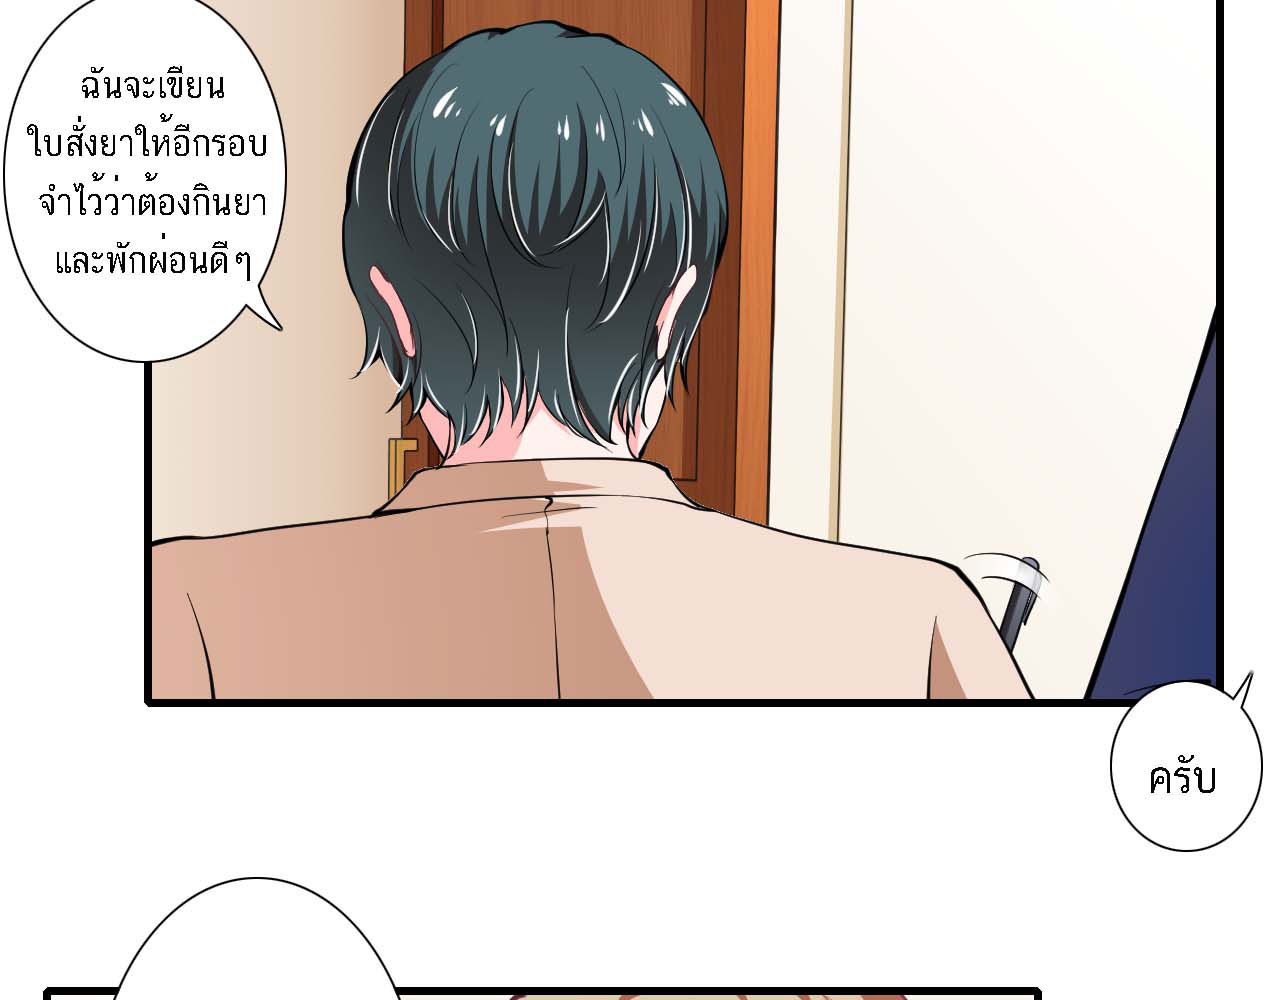 ฉันจะเขียน
ใบสั่งยาให้อีกรอบ
จำไว้ว่าต้องกินยา
และพักผ่อนดีๆ
ครับ